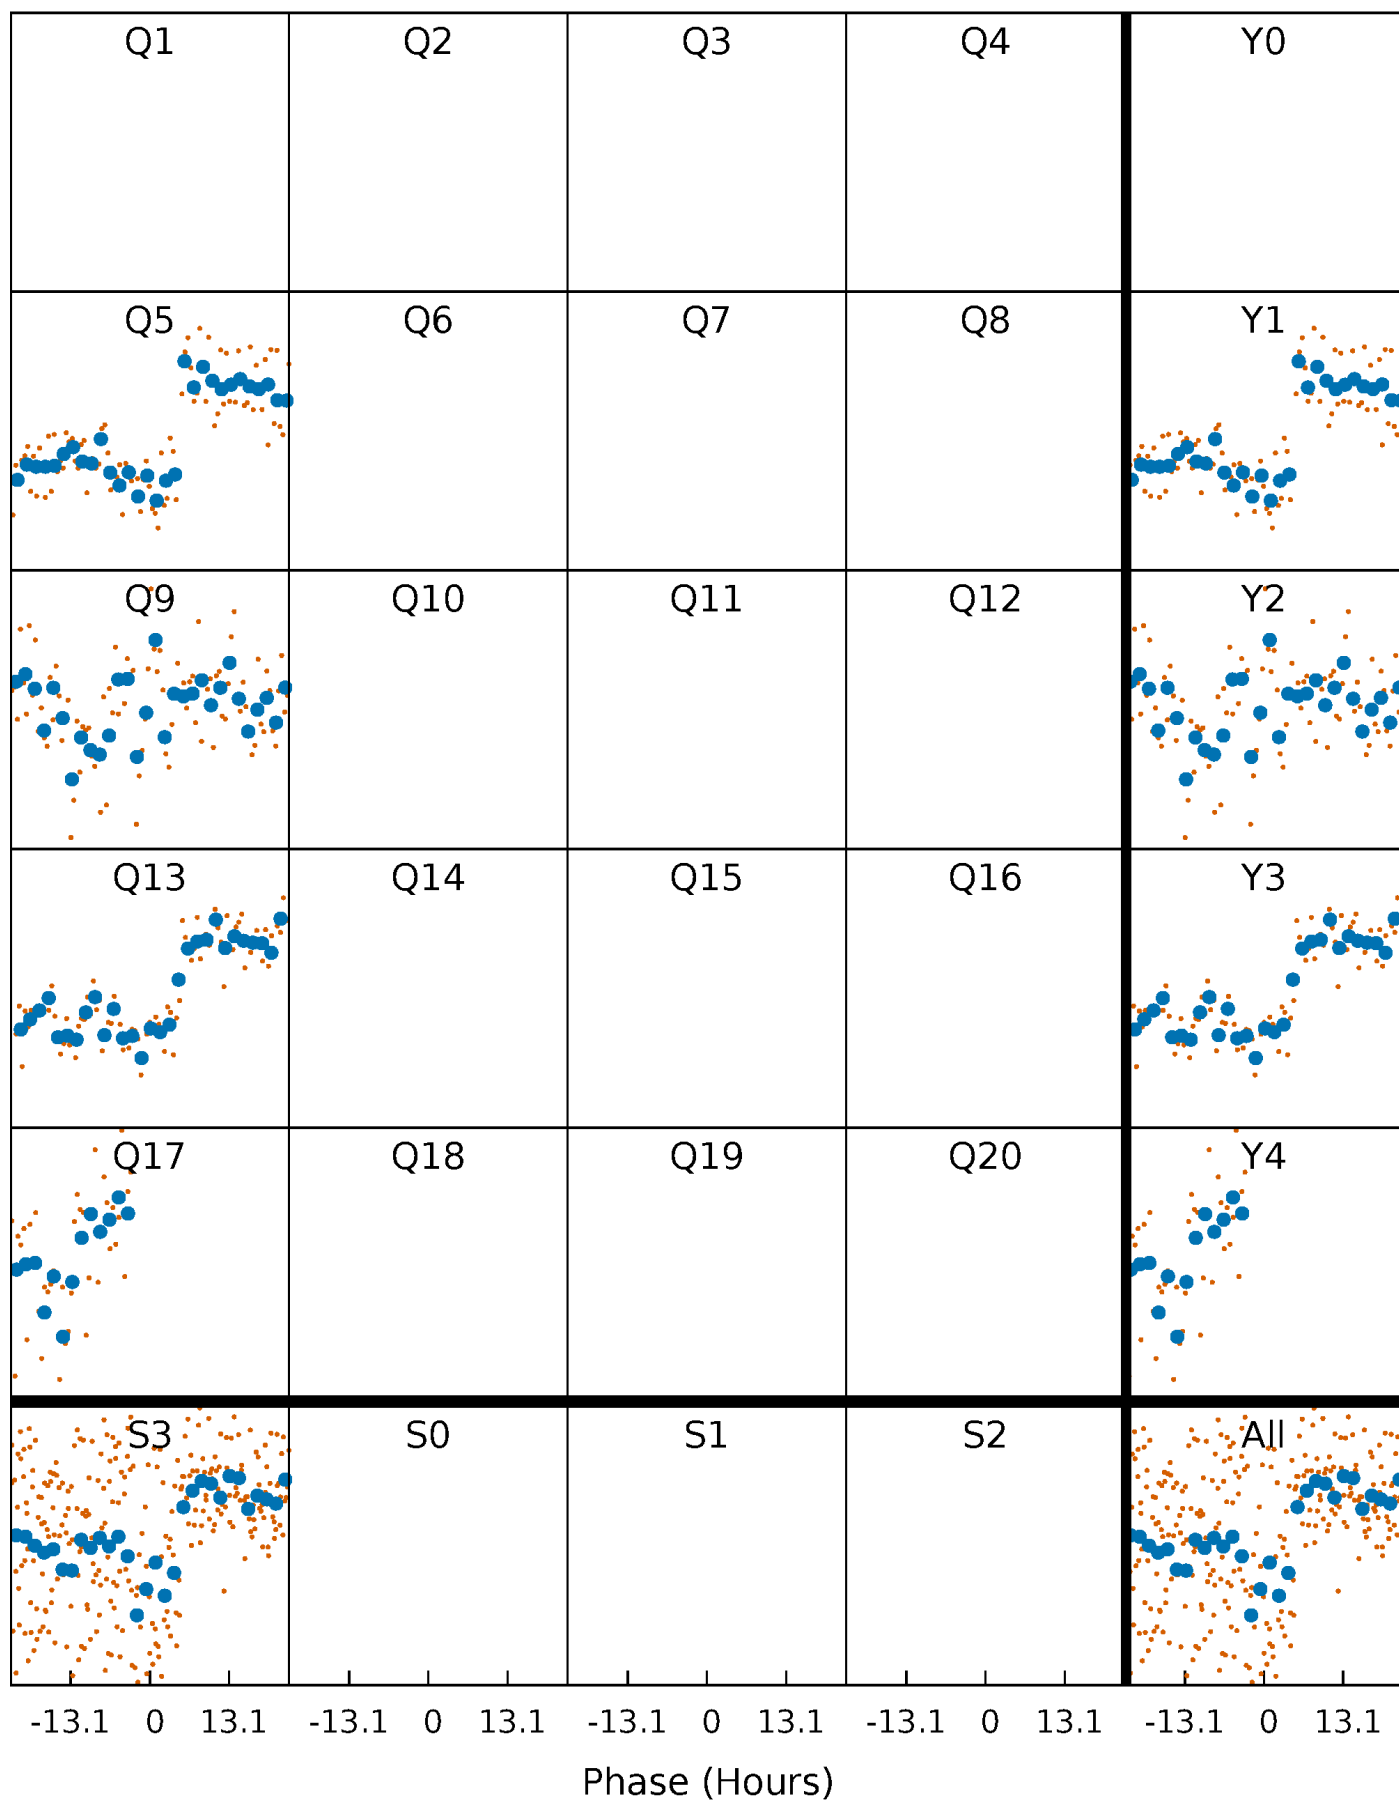 Q1 Q2 Q3 Q4 Y0
Q5 Q6 Q7 Q8 Y1
Q9 Q10 Q11 Q12 Y2
Q13 Q14 Q15 Q16 Y3
Q17 Q18 Q19 Q20 Y4
S3 S0 S1 S2 All
-13.1 0 13.1 -13.1 0 13.1 -13.1 0 13.1 -13.1 0 13.1 -13.1 0 13.1
Phase (Hours)